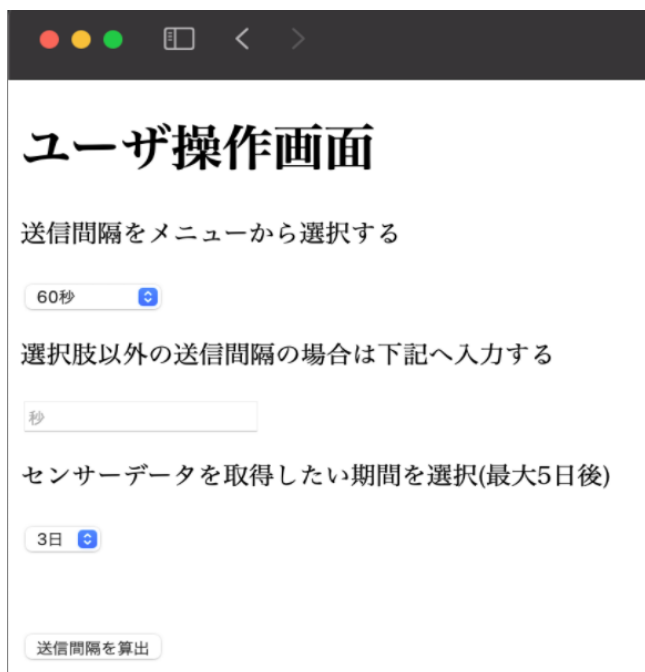 ユーザ操作画面
送信間隔をメニューから選択する
60秒
選択肢以外の送信間隔の場合は下記へ入力する
秒
センサーデータを取得したい期間を選択(最大5日後)
3日
送信間隔を算出